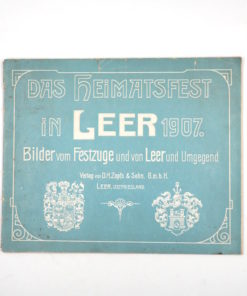 DAS HEIMATSFEST
IN LEER 1907.
Bilder vom Festzuge und von Leer und Umgegend
Verlag von D.H. Zopfs & Sohn, G.m.b.H.
LEER, OSTFRIESLAND.